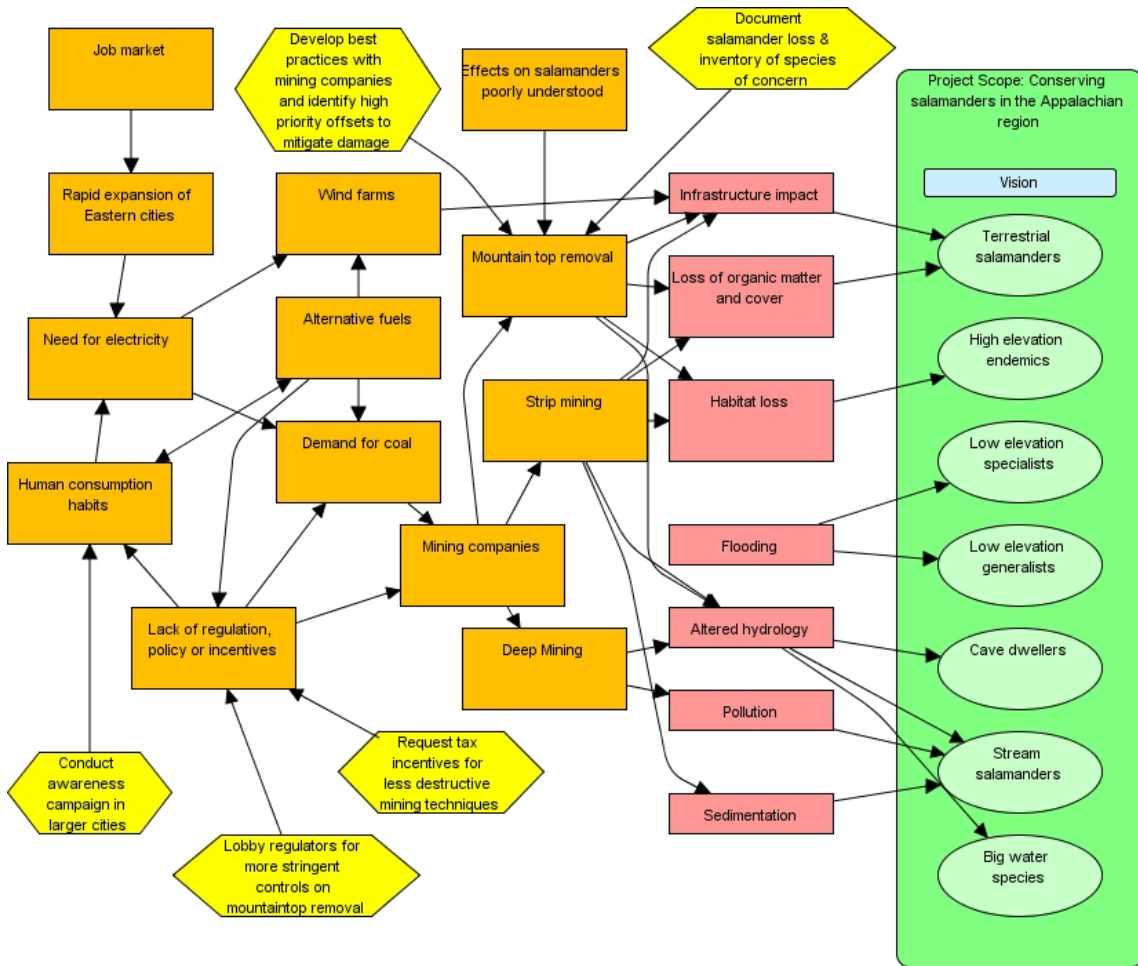 Job market
Develop best
practices with
mining companies
and identify high
priority offsets to
mitigate damage
Effects on salamanders
poorly understood
Document
salamander loss &
inventory of species
of concern
Project Scope: Conserving
salamanders in the Appalachian
region
Vision
Rapid expansion of
Eastern cities
Wind farms
Mountain top removal
Infrastructure impact
Terrestrial
salamanders
Loss of organic matter
and cover
Need for electricity
Alternative fuels
High elevation
endemics
Strip mining
Habitat loss
Demand for coal
Low elevation
specialists
Human consumption
habits
Mining companies
Flooding
Low elevation
generalists
Lack of regulation,
policy or incentives
Deep Mining
Altered hydrology
Cave dwellers
Pollution
Conduct
awareness
campaign in
larger cities
Request tax
incentives for
less destructive
mining techniques
Stream
salamanders
Sedimentation
Lobby regulators for
more stringent
controls on
mountaintop removal
Big water
species